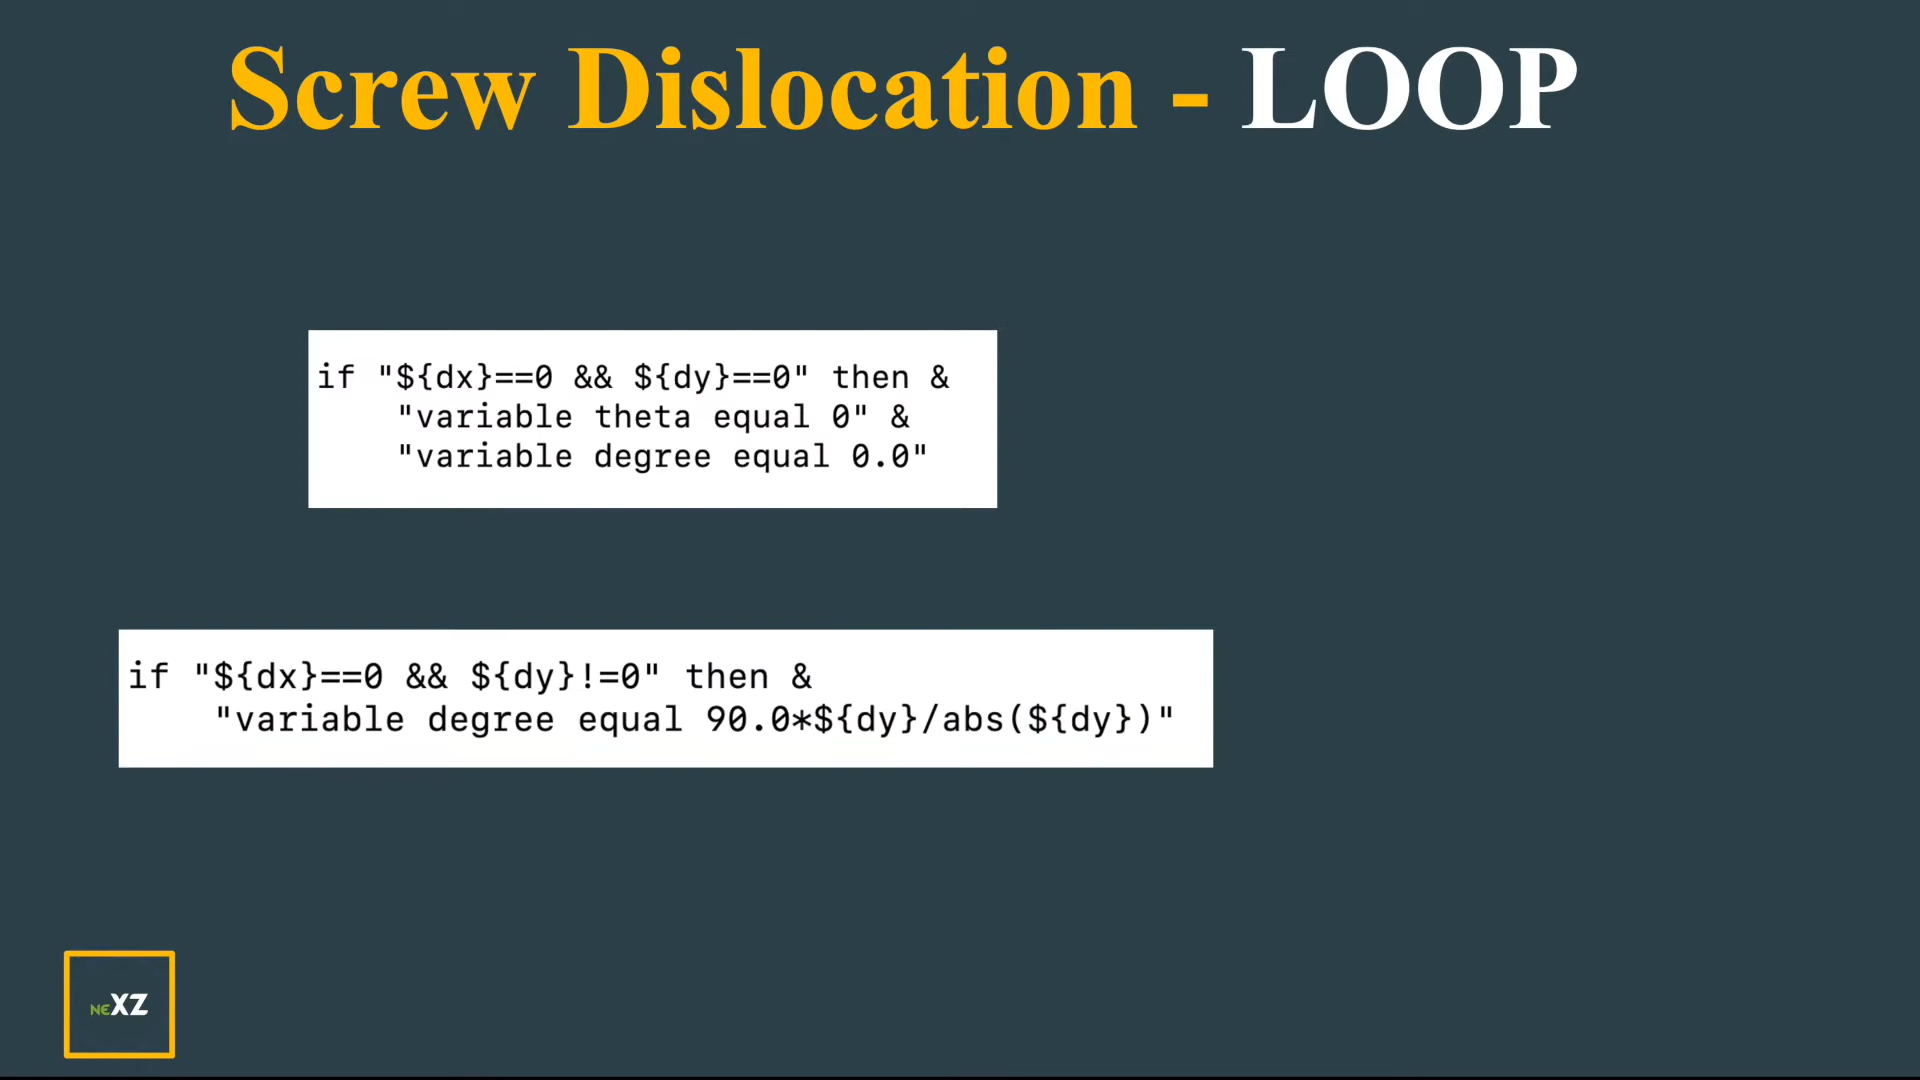 Screw Dislocation - LOOP
if "${dx}==0 && ${dy}==0" then &
    "variable theta equal 0" &
    "variable degree equal 0.0"
if "${dx}==0 && ${dy}!=0" then &
    "variable degree equal 90.0*${dy}/abs(${dy})"
NEXZ